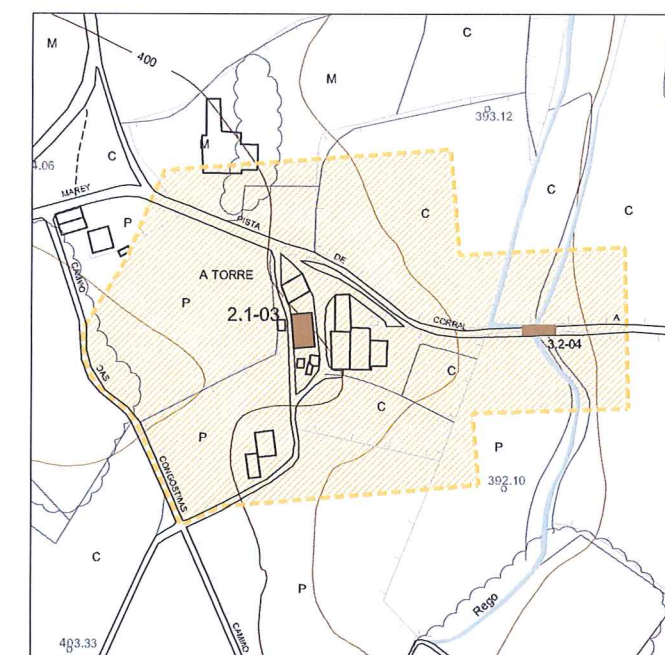 M
400
C
M
393.12
M
4.06
C
C
C
MAREY
P
PISTA
C
DE
CAMIÑO
A TORRE
P
2.1-03
CORRAL
A
3.2-04
DAS
C
C
P
P
CONGOSTIÑAS
392.10
C
P
Rego
CAMIÑO
403.33